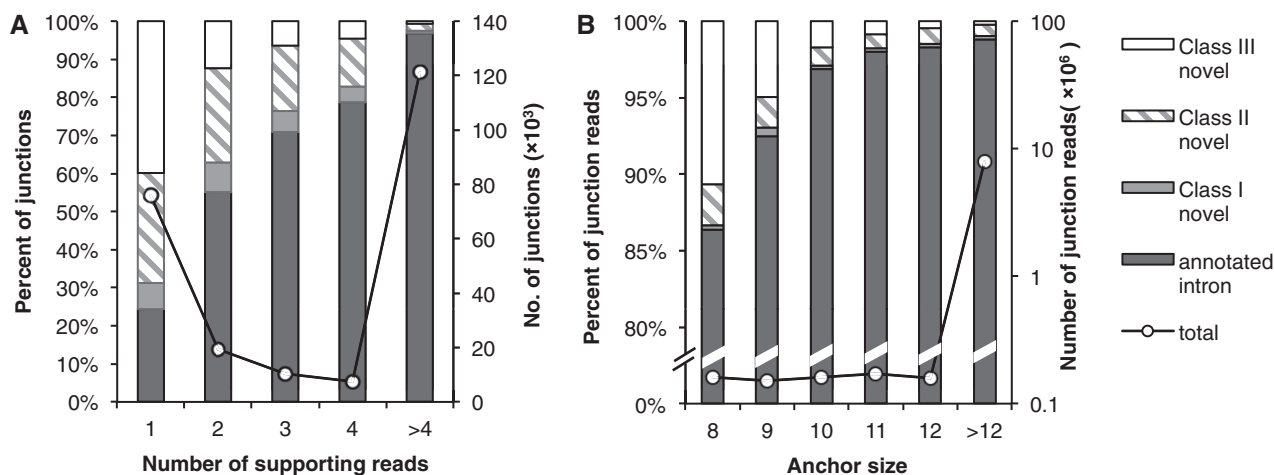 A
100%
90%
80%
70%
60%
50%
40%
30%
20%
10%
0%
Percent of junctions
140
120
100
80
60
40
20
0
No. of junctions (×10³)
1 2 3 4 >4
Number of supporting reads
B
100%
95%
90%
85%
80%
0%
Percent of junction reads
100
10
1
0.1
Number of junction reads( ×10⁶ )
8 9 10 11 12 >12
Anchor size
Class III
novel
Class II
novel
Class I
novel
annotated
intron
total